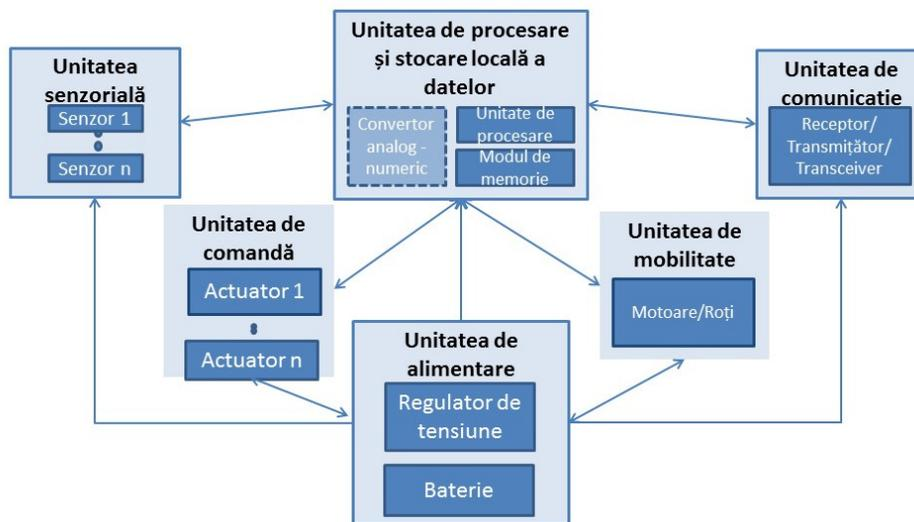 Unitatea
senzorială
Senzor 1
Senzor n
Unitatea de procesare
și stocare locală a
datelor
Convertor
analog -
numeric
Unitate de
procesare
Modul de
memorie
Unitatea de
comunicatie
Receptor/
Transmițător/
Transceiver
Unitatea de
comandă
Actuator 1
Actuator n
Unitatea de
mobilitate
Motoare/Roți
Unitatea de
alimentare
Regulator de
tensiune
Baterie